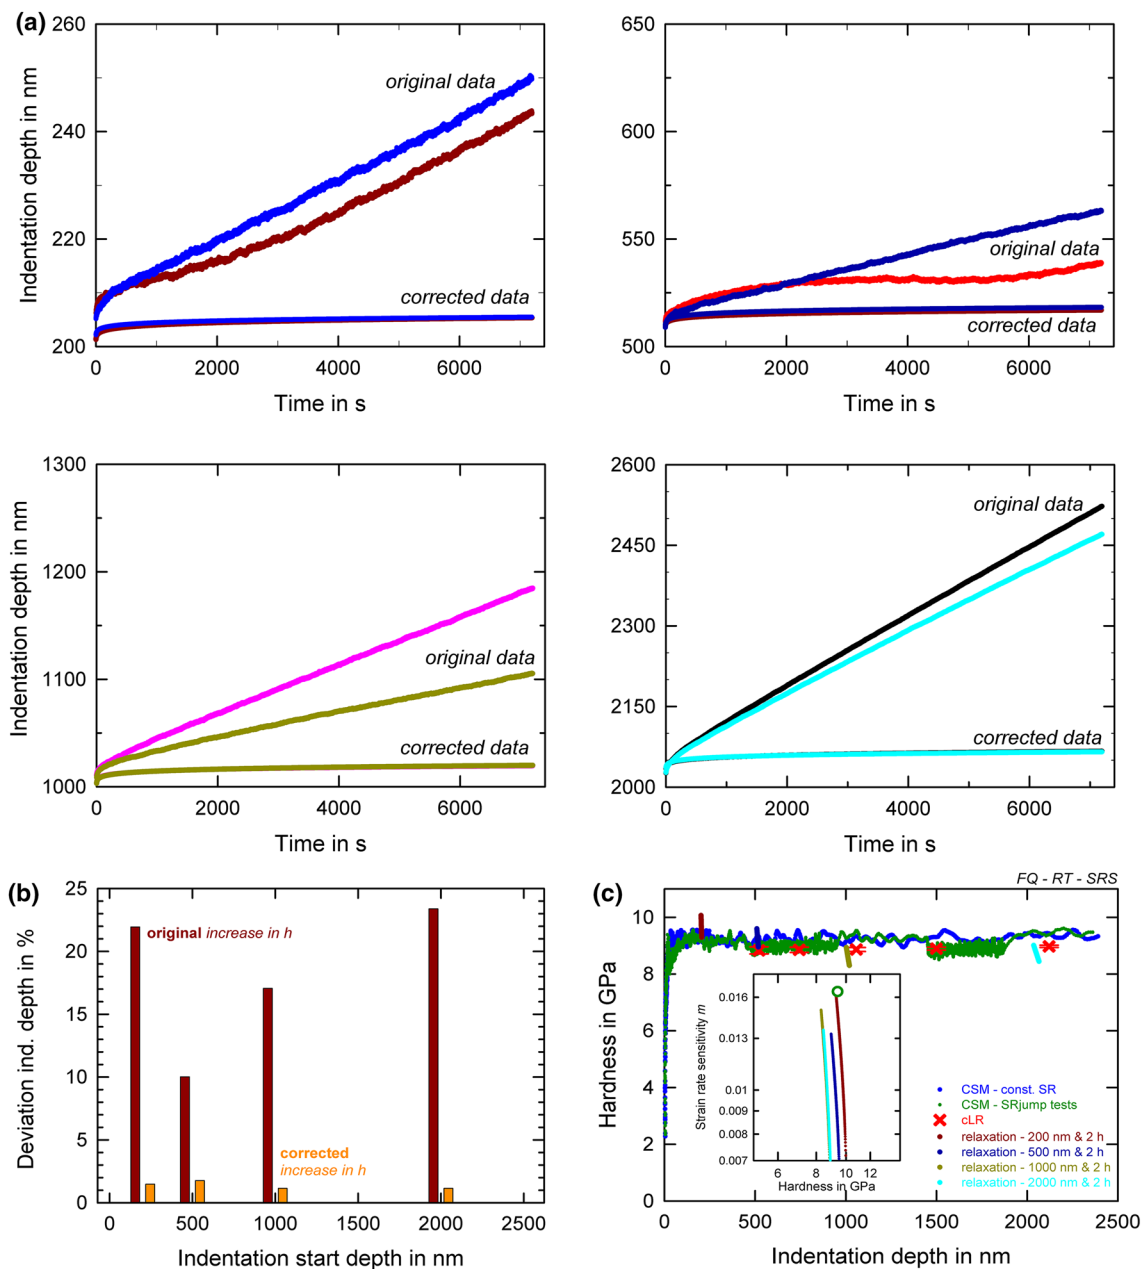 (a)
260
240
220
200
Indentation depth in nm
original data
corrected data
0
2000
4000
6000
Time in s
650
600
550
500
original data
corrected data
0
2000
4000
6000
Time in s
1300
1200
1100
1000
Indentation depth in nm
original data
corrected data
0
2000
4000
6000
Time in s
2600
2450
2300
2150
2000
original data
corrected data
0
2000
4000
6000
Time in s
(b)
25
20
15
10
5
0
Deviation ind. depth in %
original increase in h
corrected
increase in h
0
500
1000
1500
2000
2500
Indentation start depth in nm
(c)
FQ - RT - SRS
10
8
6
4
2
0
Hardness in GPa
0.016
0.013
0.01
0.009
0.008
0.007
Strain rate sensitivity m
6
8
10
12
Hardness in GPa
CSM - const. SR
CSM - SRjump tests
cLR
relaxation - 200 nm & 2 h
relaxation - 500 nm & 2 h
relaxation - 1000 nm & 2 h
relaxation - 2000 nm & 2 h
0
500
1000
1500
2000
2500
Indentation depth in nm